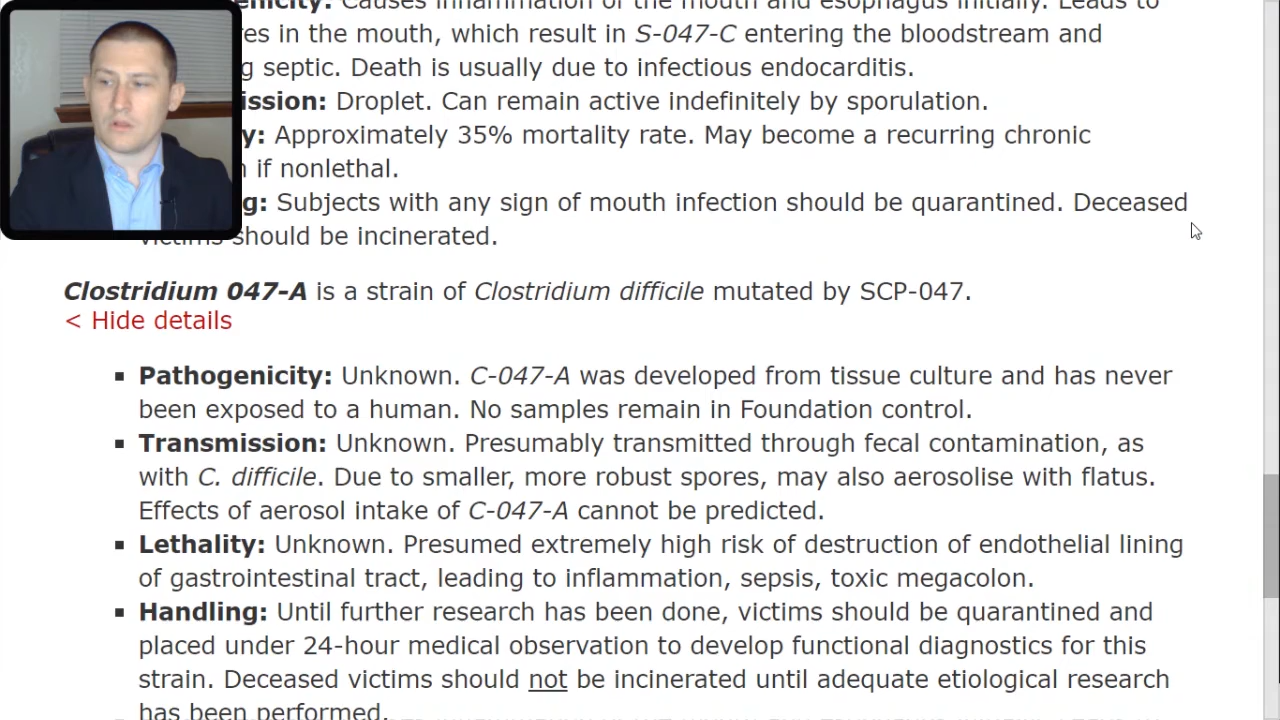 enicity: Causes inflammation of the mouth and esophagus initially. Leads to
res in the mouth, which result in S-047-C entering the bloodstream and
g septic. Death is usually due to infectious endocarditis.
ission: Droplet. Can remain active indefinitely by sporulation.
y: Approximately 35% mortality rate. May become a recurring chronic
n if nonlethal.
g: Subjects with any sign of mouth infection should be quarantined. Deceased
victims should be incinerated.
Clostridium 047-A is a strain of Clostridium difficile mutated by SCP-047.
< Hide details
▪ Pathogenicity: Unknown. C-047-A was developed from tissue culture and has never
been exposed to a human. No samples remain in Foundation control.
▪ Transmission: Unknown. Presumably transmitted through fecal contamination, as
with C. difficile. Due to smaller, more robust spores, may also aerosolise with flatus.
Effects of aerosol intake of C-047-A cannot be predicted.
▪ Lethality: Unknown. Presumed extremely high risk of destruction of endothelial lining
of gastrointestinal tract, leading to inflammation, sepsis, toxic megacolon.
▪ Handling: Until further research has been done, victims should be quarantined and
placed under 24-hour medical observation to develop functional diagnostics for this
strain. Deceased victims should not be incinerated until adequate etiological research
has been performed.